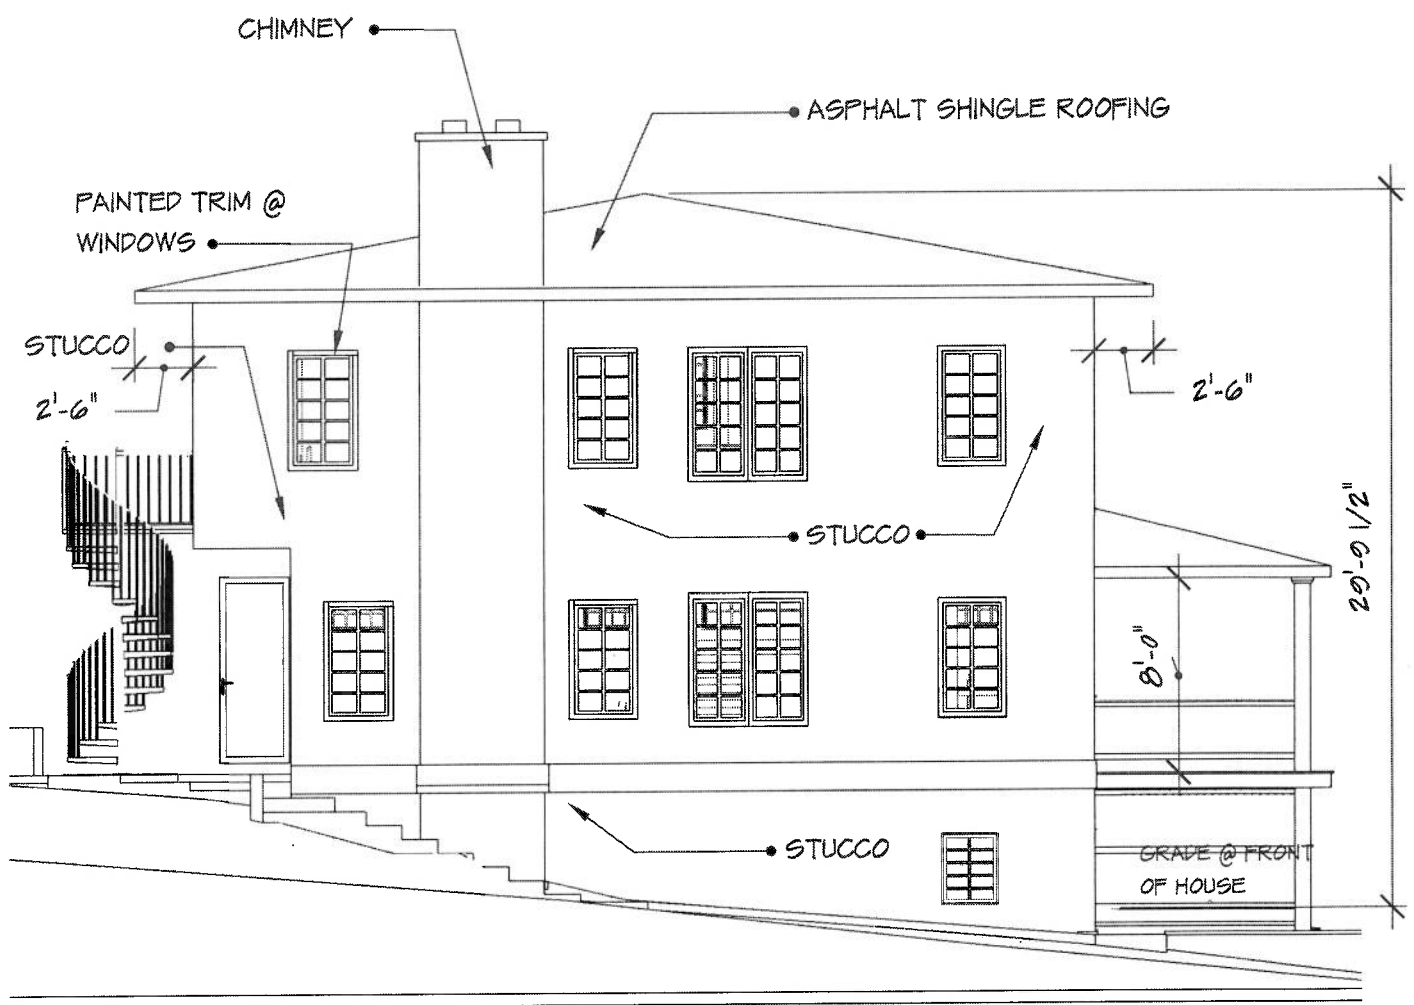 CHIMNEY
ASPHALT SHINGLE ROOFING
PAINTED TRIM @
WINDOWS
STUCCO
2'-6"
2'-6"
STUCCO
29'-9 1/2"
8'-0"
STUCCO
GRADE @ FRONT
OF HOUSE